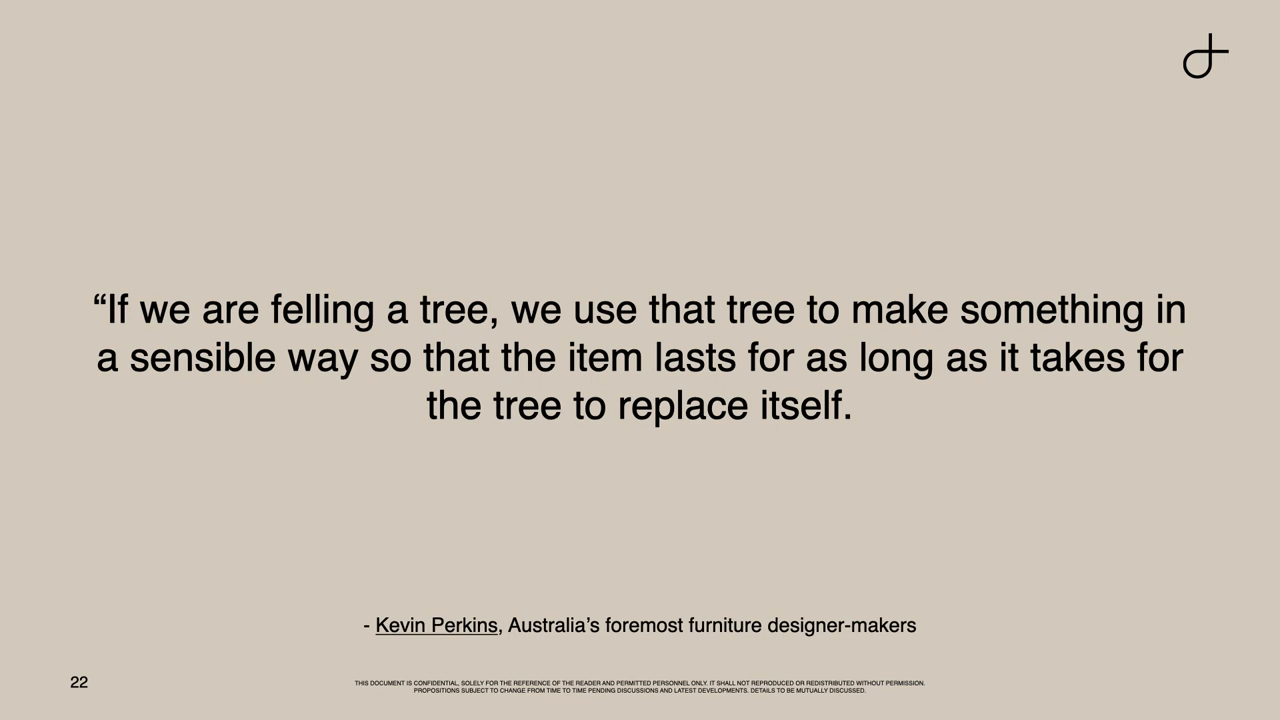 “If we are felling a tree, we use that tree to make something in
a sensible way so that the item lasts for as long as it takes for
the tree to replace itself.
- Kevin Perkins, Australia’s foremost furniture designer-makers
22
THIS DOCUMENT IS CONFIDENTIAL, SOLELY FOR THE REFERENCE OF THE READER AND PERMITTED PERSONNEL ONLY. IT SHALL NOT REPRODUCED OR REDISTRIBUTED WITHOUT PERMISSION.
PROPOSITIONS SUBJECT TO CHANGE FROM TIME TO TIME PENDING DISCUSSIONS AND LATEST DEVELOPMENTS. DETAILS TO BE MUTUALLY DISCUSSED.